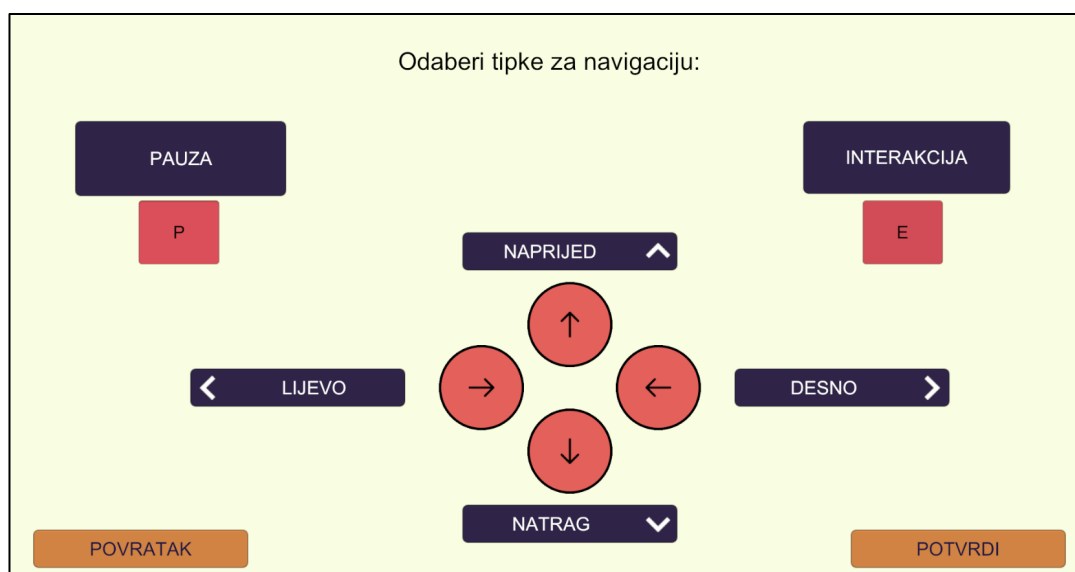 Odaberi tipke za navigaciju:
PAUZA
INTERAKCIJA
P
E
NAPRIJED
↑
LIJEVO
→
←
DESNO
↓
NATRAG
POVRATAK
POTVRDI